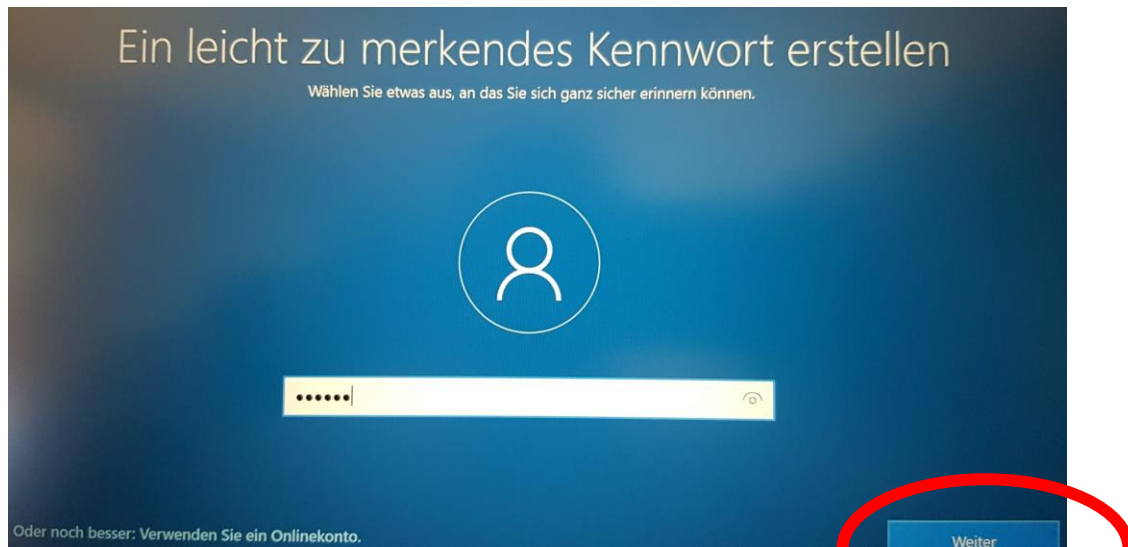 Ein leicht zu merkendes Kennwort erstellen
Wählen Sie etwas aus, an das Sie sich ganz sicher erinnern können.
••••••
Oder noch besser: Verwenden Sie ein Onlinekonto.
Weiter